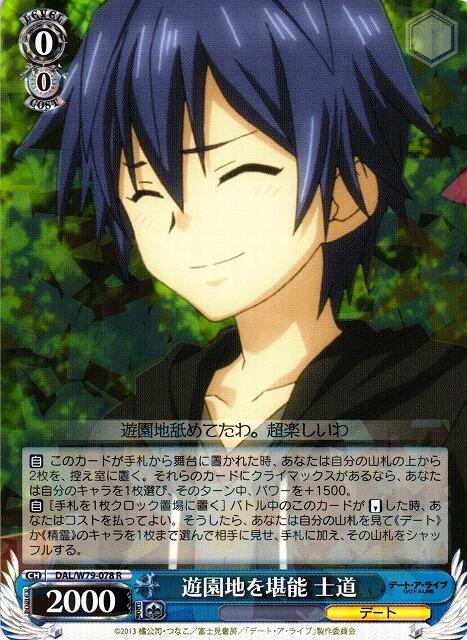 LEVEL
0
0
COST
遊園地舐めてたわ。超楽しいわ
自 このカードが手札から舞台に置かれた時、あなたは自分の山札の上から
2枚を、控え室に置く。それらのカードにクライマックスがあるなら、あなた
は自分のキャラを1枚選び、そのターン中、パワーを+1500。
自 [手札を1枚クロック置場に置く] バトル中のこのカードが した時、あ
なたはコストを払ってよい。そうしたら、あなたは自分の山札を見て《デート》
か《精霊》のキャラを1枚まで選んで相手に見せ、手札に加え、その山札をシャッ
フルする。
CH DAL/W79-078 R
POWER
2000
遊園地を堪能 士道
デート・ア・ライブ
DATE A LIVE
デート
©2013 橘公司・つなこ/富士見書房/「デート・ア・ライブ」製作委員会